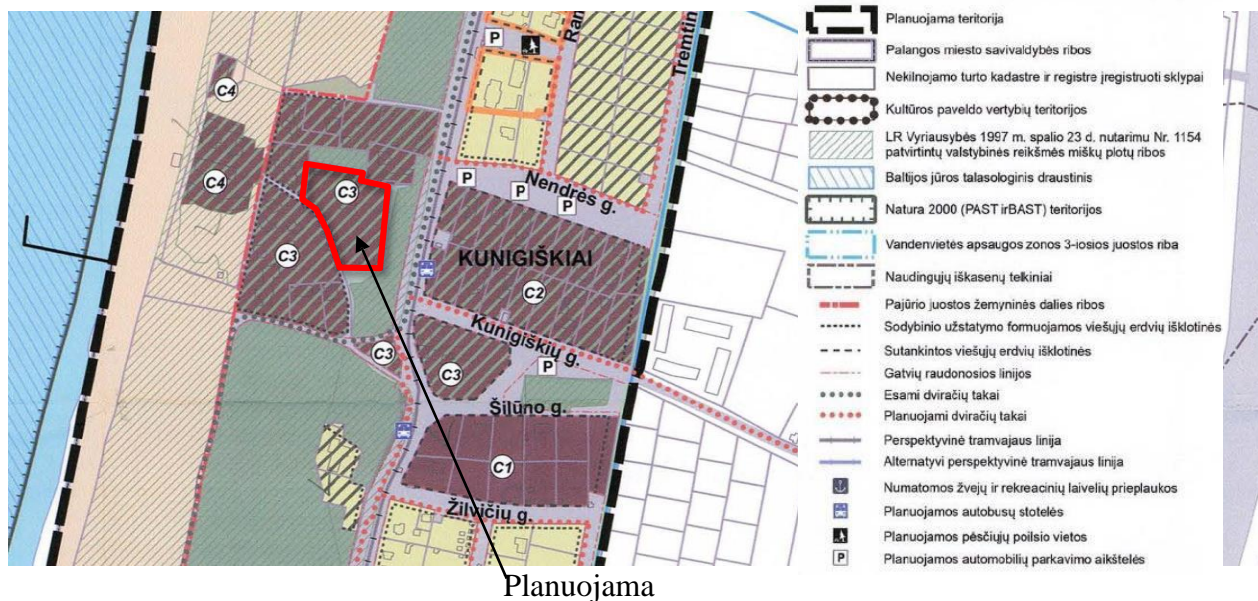 C4
C4
C3
C3
C3
C3
C2
C1
P
P
P
P
P
Tremtin
Nendrės g.
KUNIGIŠKIAI
Kunigiškių g.
Šilūno g.
Žilvičių g.
Planuojama
Planuojama teritorija
Palangos miesto savivaldybės ribos
Nekilnojamo turto kadastre ir registre įregistruoti sklypai
Kultūros paveldo vertybių teritorijos
LR Vyriausybės 1997 m. spalio 23 d. nutarimu Nr. 1154
patvirtintų valstybinės reikšmės miškų plotų ribos
Baltijos jūros talasologinis draustinis
Natura 2000 (PAST irBAST) teritorijos
Vandenvietės apsaugos zonos 3-iosios juostos riba
Naudingųjų iškasenų telkiniai
Pajūrio juostos žemyninės dalies ribos
Sodybinio užstatymo formuojamos viešųjų erdvių išklotinės
Sutankintos viešųjų erdvių išklotinės
Gatvių raudonosios linijos
Esami dviračių takai
Planuojami dviračių takai
Perspektyvinė tramvajaus linija
Alternatyvi perspektyvinė tramvajaus linija
Numatomos žvejų ir rekreacinių laivelių prieplaukos
Planuojamos autobusų stotelės
Planuojamos pėsčiųjų poilsio vietos
P Planuojamos automobilių parkavimo aikštelės